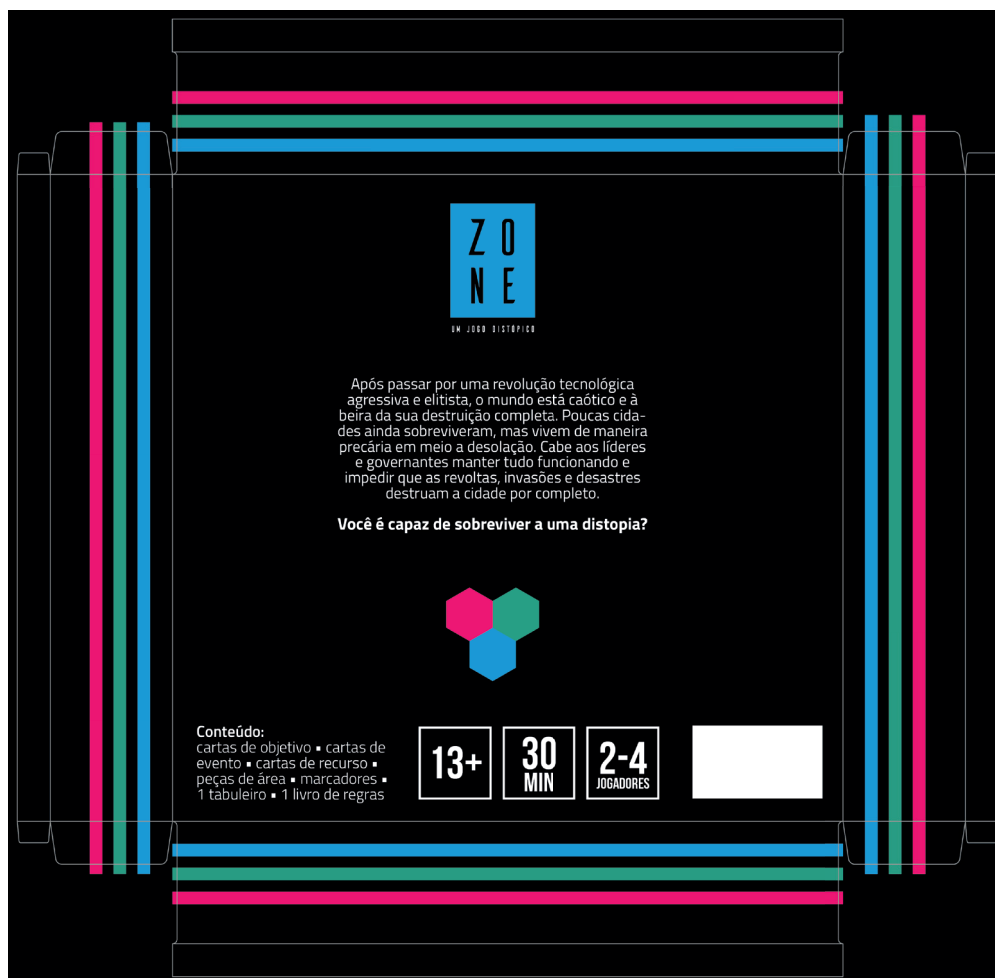 ZO
NE
UM JOGO DISTÓPICO
Após passar por uma revolução tecnológica
agressiva e elitista, o mundo está caótico e à
beira da sua destruição completa. Poucas cida-
des ainda sobreviveram, mas vivem de maneira
precária em meio a desolação. Cabe aos líderes
e governantes manter tudo funcionando e
impedir que as revoltas, invasões e desastres
destruam a cidade por completo.
Você é capaz de sobreviver a uma distopia?
Conteúdo:
cartas de objetivo ▪ cartas de
evento ▪ cartas de recurso ▪
peças de área ▪ marcadores ▪
1 tabuleiro ▪ 1 livro de regras
13+
30
MIN
2-4
JOGADORES